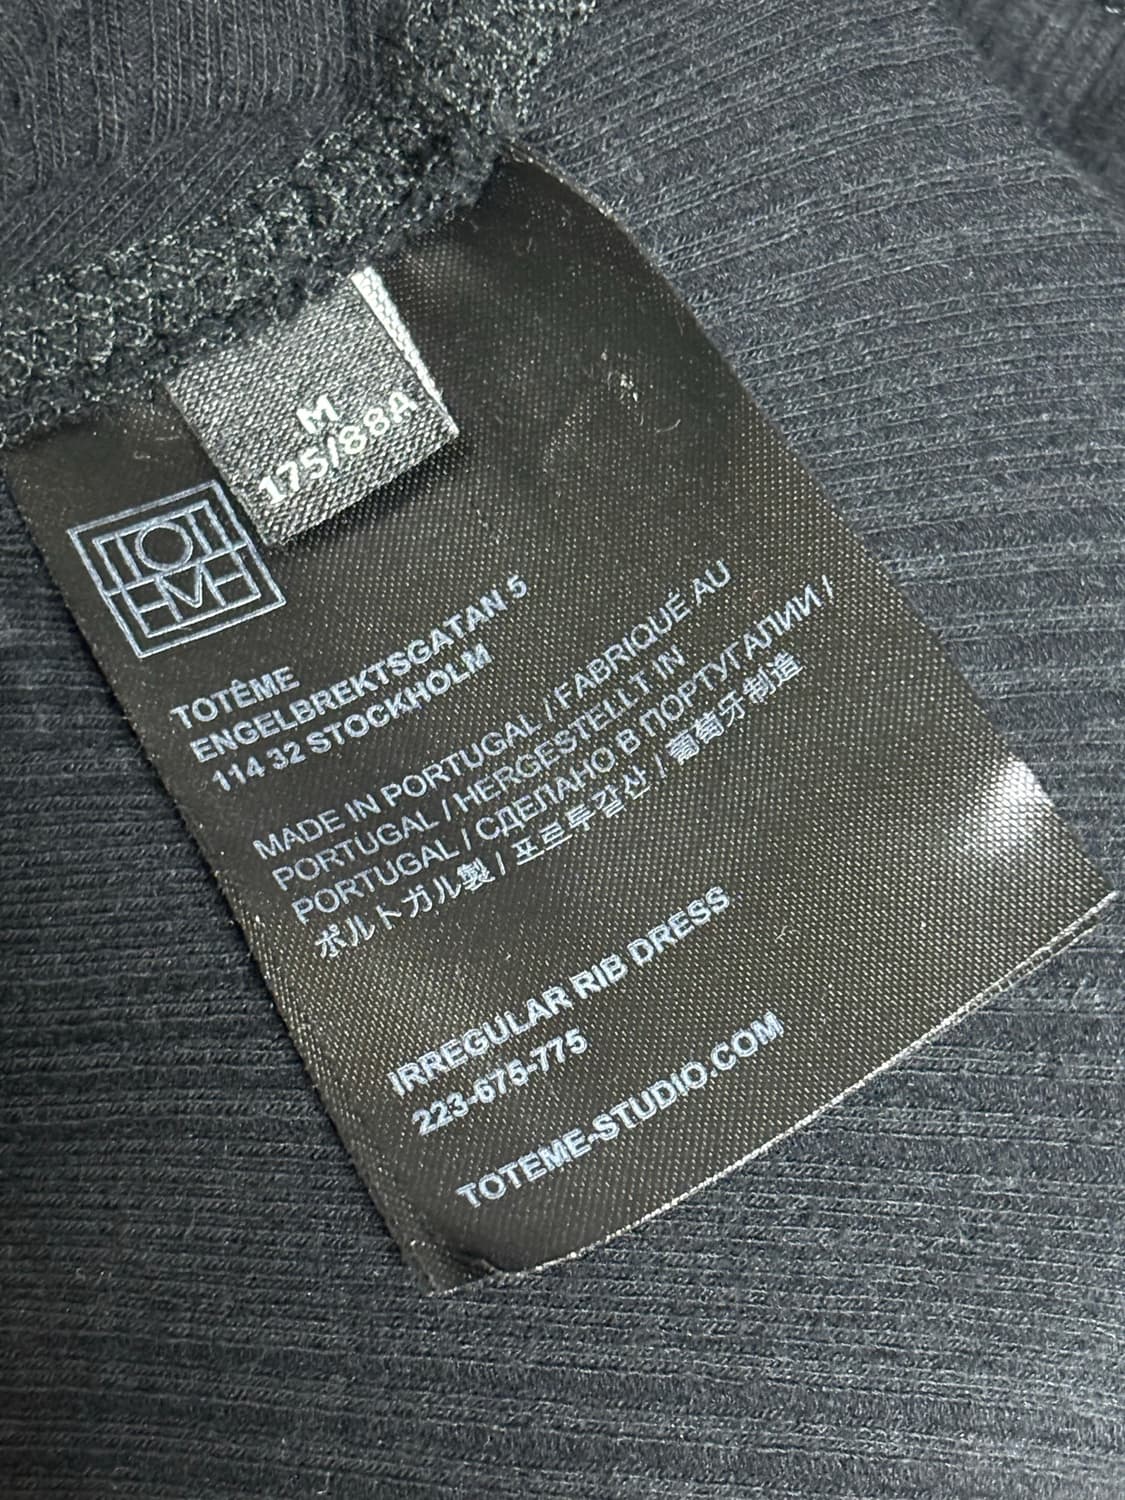 M
175/88A
TOTEME
TOTÊME
ENGELBREKTSGATAN 5
114 32 STOCKHOLM
MADE IN PORTUGAL / FABRIQUÉ AU
PORTUGAL / HERGESTELLT IN
PORTUGAL / СДЕЛАНО В ПОРТУГАЛИИ /
ポルトガル製 / 포르투갈산 / 葡萄牙制造
IRREGULAR RIB DRESS
223-675-775
TOTEME-STUDIO.COM